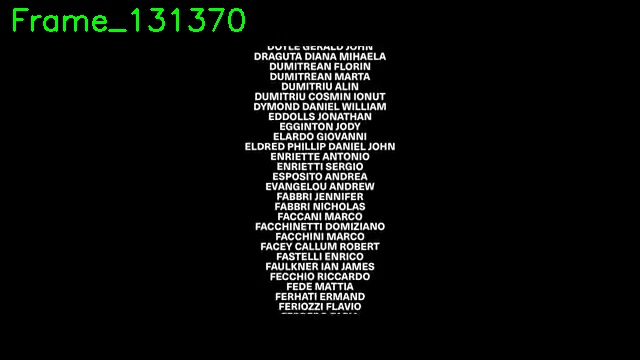 Frame_131370
DOYLE GERALD JOHN
DRAGUTA DIANA MIHAELA
DUMITREAN FLORIN
DUMITREAN MARTA
DUMITRIU ALIN
DUMITRIU COSMIN IONUT
DYMOND DANIEL WILLIAM
EDDOLLS JONATHAN
EGGINTON JODY
ELARDO GIOVANNI
ELDRED PHILLIP DANIEL JOHN
ENRIETTE ANTONIO
ENRIETTI SERGIO
ESPOSITO ANDREA
EVANGELOU ANDREW
FABBRI JENNIFER
FABBRI NICHOLAS
FACCANI MARCO
FACCHINETTI DOMIZIANO
FACCHINI MARCO
FACEY CALLUM ROBERT
FASTELLI ENRICO
FAULKNER IAN JAMES
FECCHIO RICCARDO
FEDE MATTIA
FERHATI ERMAND
FERIOZZI FLAVIO